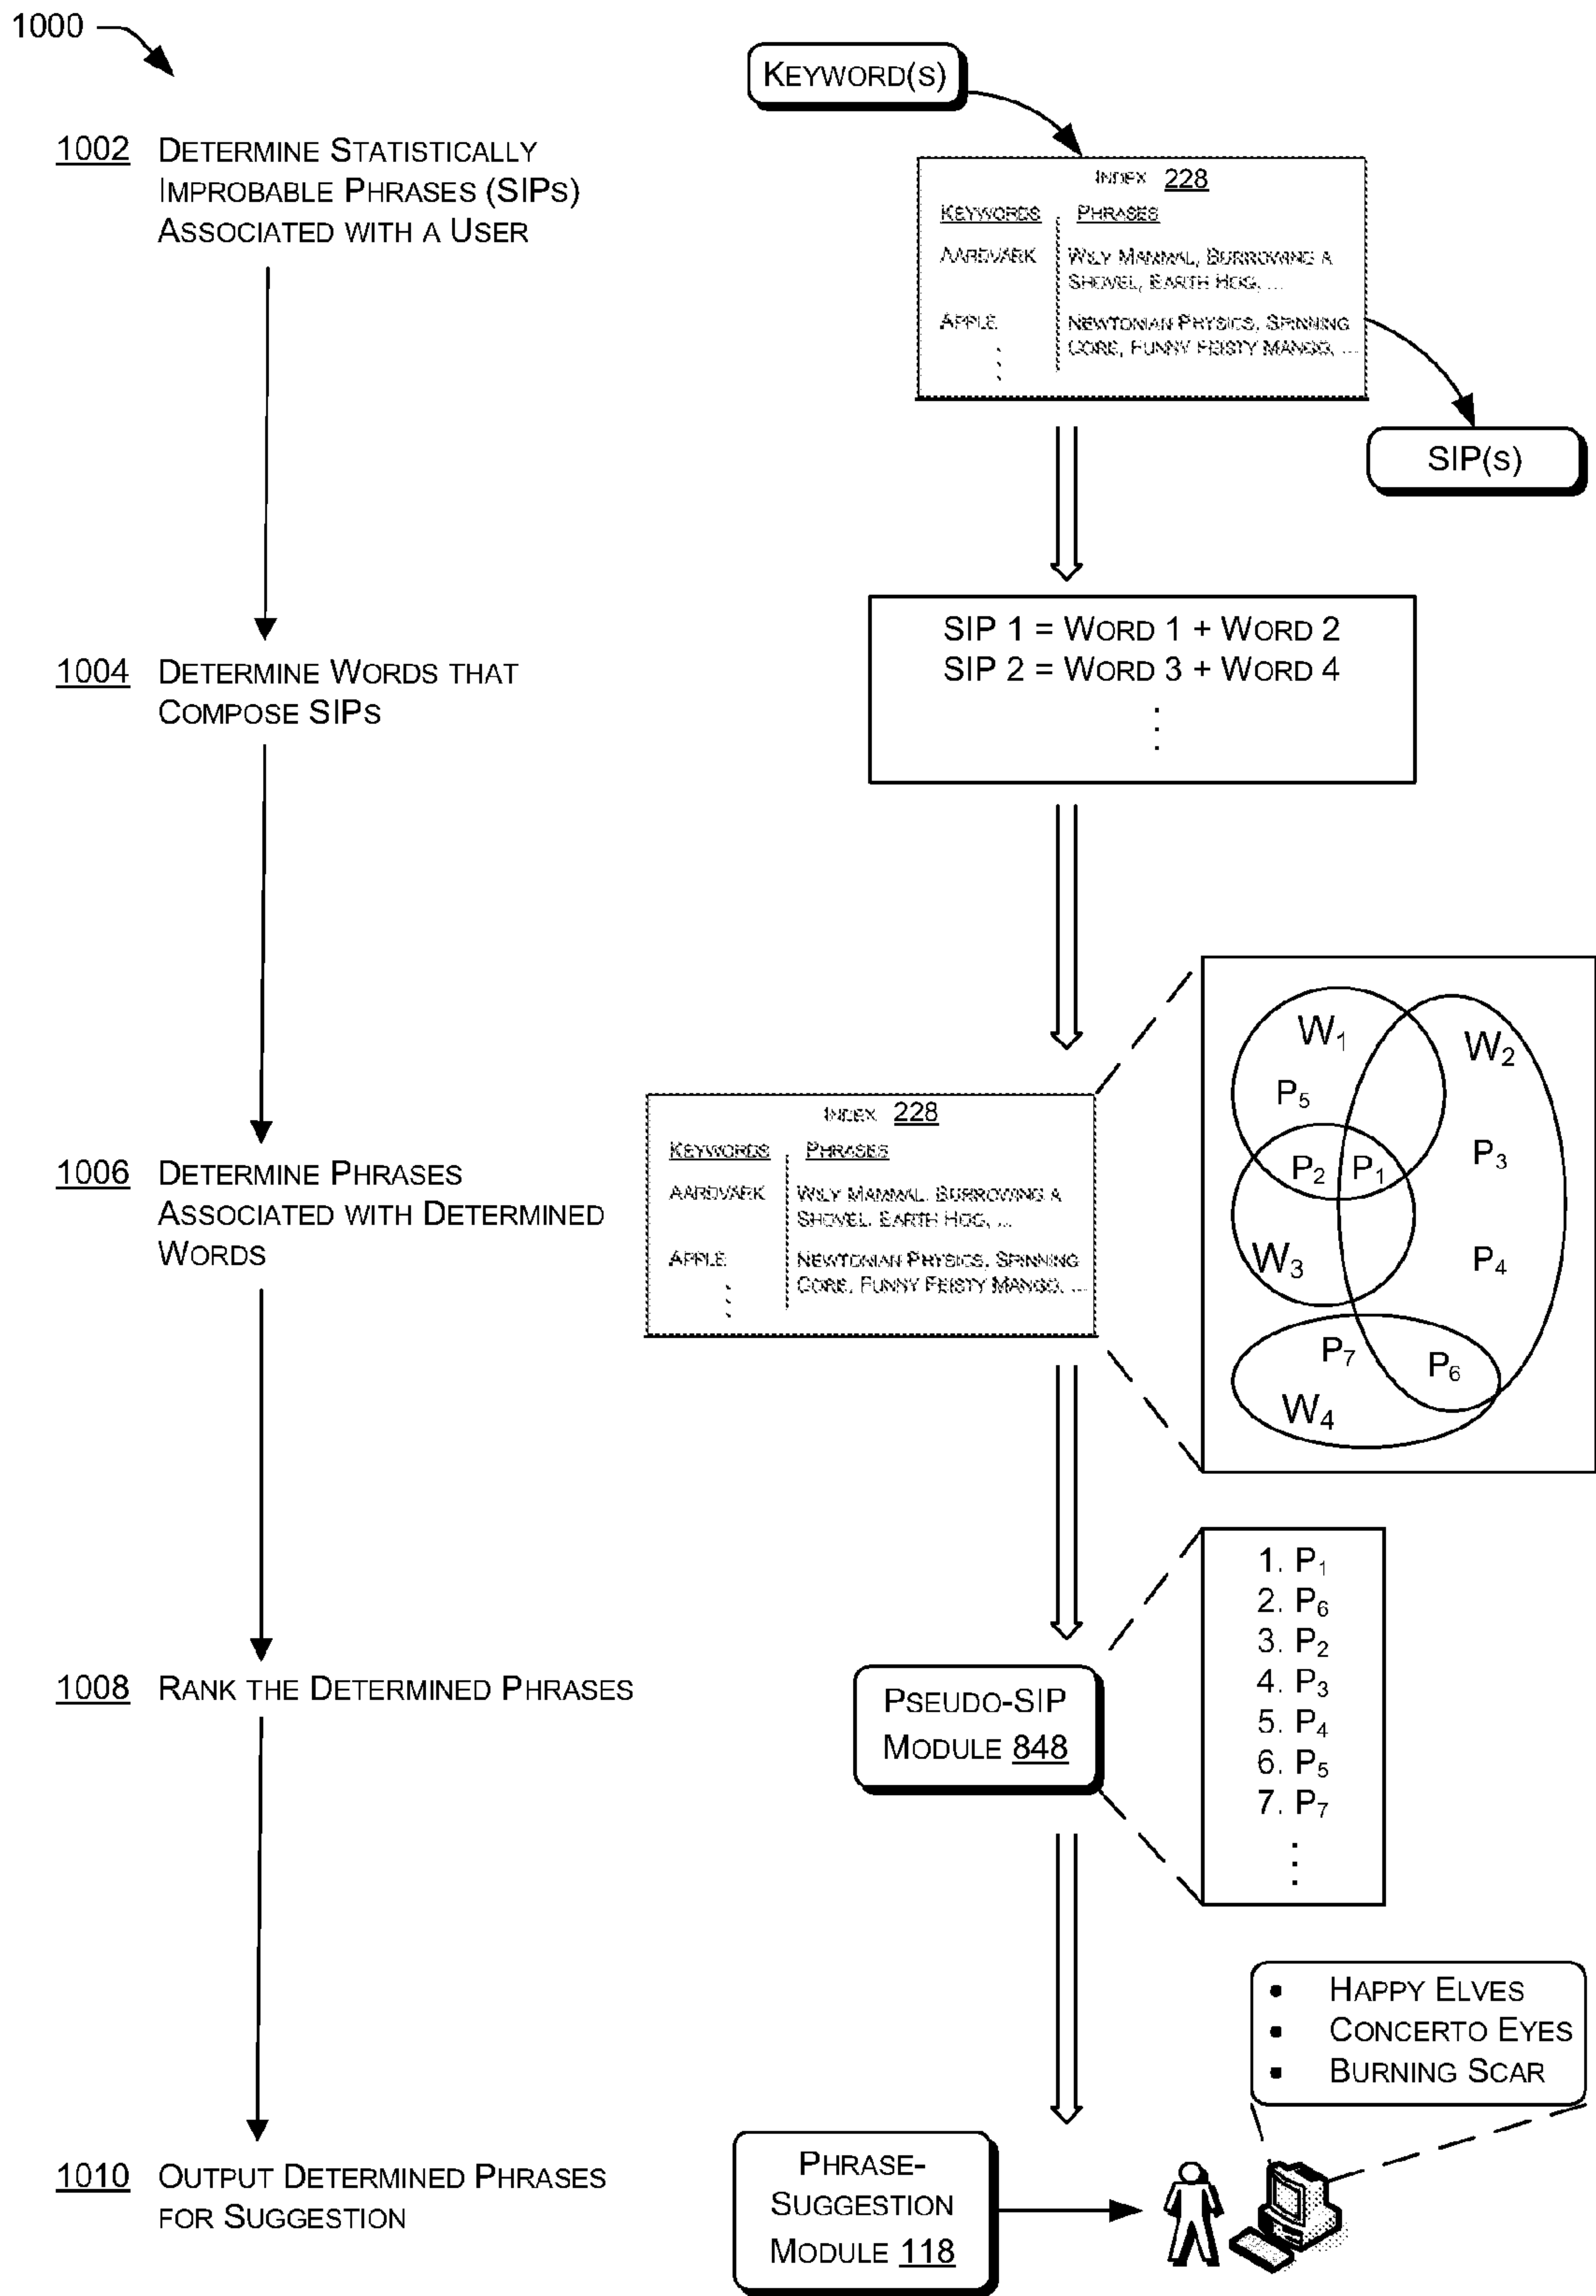 1000
KEYWORD(S)
1002 DETERMINE STATISTICALLY
IMPROBABLE PHRASES (SIPS)
ASSOCIATED WITH A USER
INDEX 228
KEYWORDS PHRASES
AARDVARK WILY MAMMAL, BURROWING A
SHOVEL, EARTH HOG, ...
APPLE NEWTONIAN PHYSICS, SPINNING
CORE, FUNNY FEISTY MANGO, ...
SIP(S)
SIP 1 = WORD 1 + WORD 2
SIP 2 = WORD 3 + WORD 4
1004 DETERMINE WORDS THAT
COMPOSE SIPS
W1
W2
P5
P2 P1 P3
W3 P4
P7 P6
W4
INDEX 228
KEYWORDS PHRASES
AARDVARK WILY MAMMAL, BURROWING A
SHOVEL, EARTH HOG, ...
APPLE NEWTONIAN PHYSICS, SPINNING
CORE, FUNNY FEISTY MANGO, ...
1006 DETERMINE PHRASES
ASSOCIATED WITH DETERMINED
WORDS
1008 RANK THE DETERMINED PHRASES
PSEUDO-SIP
MODULE 848
1. P1
2. P6
3. P2
4. P3
5. P4
6. P5
7. P7
• HAPPY ELVES
• CONCERTO EYES
• BURNING SCAR
1010 OUTPUT DETERMINED PHRASES
FOR SUGGESTION
PHRASE-
SUGGESTION
MODULE 118